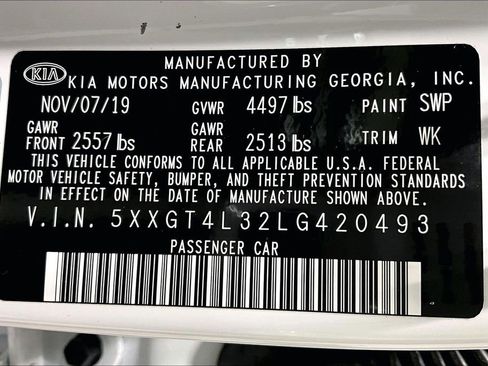 MANUFACTURED BY
KIA KIA MOTORS MANUFACTURING GEORGIA, INC.
NOV/07/19 GVWR 4497 lbs PAINT SWP
GAWR FRONT 2557 lbs GAWR REAR 2513 lbs TRIM WK
THIS VEHICLE CONFORMS TO ALL APPLICABLE U.S.A. FEDERAL
MOTOR VEHICLE SAFETY, BUMPER, AND THEFT PREVENTION STANDARDS
IN EFFECT ON THE DATE OF MANUFACTURE SHOWN ABOVE.
V.I.N. 5XXGT4L32LG420493
PASSENGER CAR